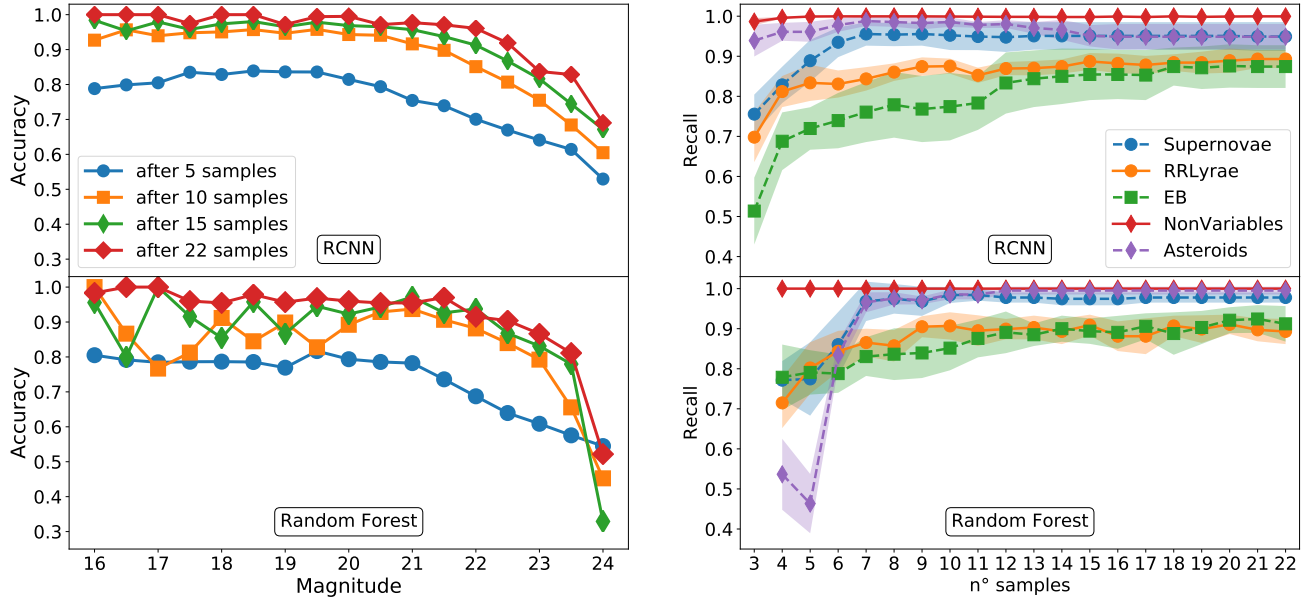 1.0
0.9
0.8
0.7
0.6
0.5
0.4
0.3
Accuracy
after 5 samples
after 10 samples
after 15 samples
after 22 samples
RCNN
1.0
0.9
0.8
0.7
0.6
0.5
0.4
0.3
Accuracy
Random Forest
16 17 18 19 20 21 22 23 24
Magnitude
1.0
0.9
0.8
0.7
0.6
0.5
0.4
Recall
Supernovae
RRLyrae
EB
NonVariables
Asteroids
RCNN
1.0
0.9
0.8
0.7
0.6
0.5
0.4
Recall
Random Forest
3 4 5 6 7 8 9 10 11 12 13 14 15 16 17 18 19 20 21 22
n° samples